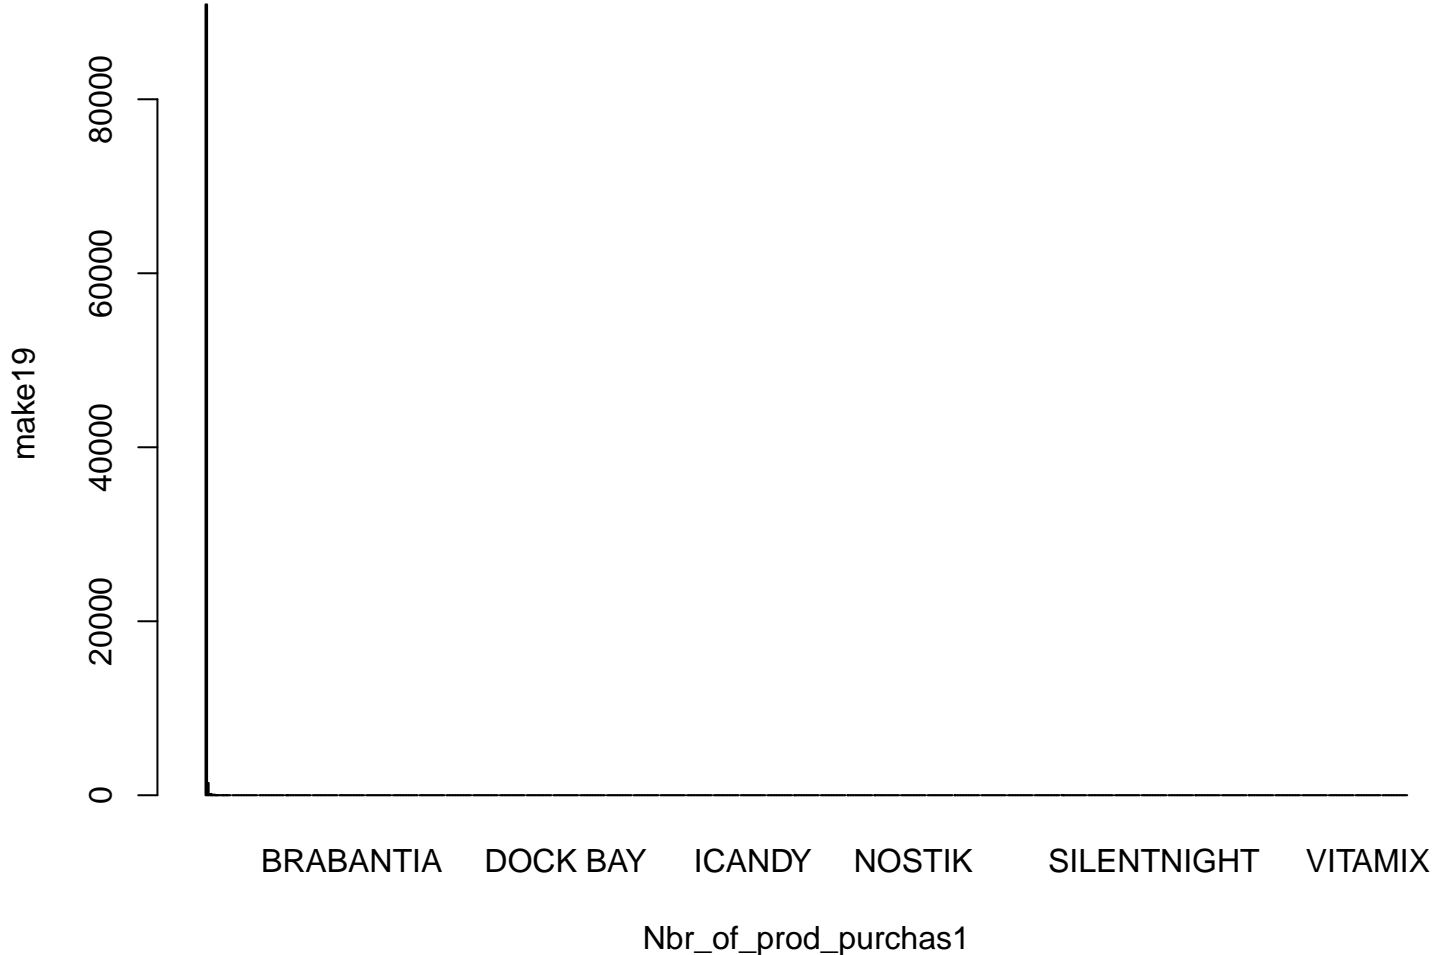 80000
60000
40000
20000
0
make19
BRABANTIA DOCK BAY ICANDY NOSTIK SILENTNIGHT VITAMIX
Nbr_of_prod_purchas1